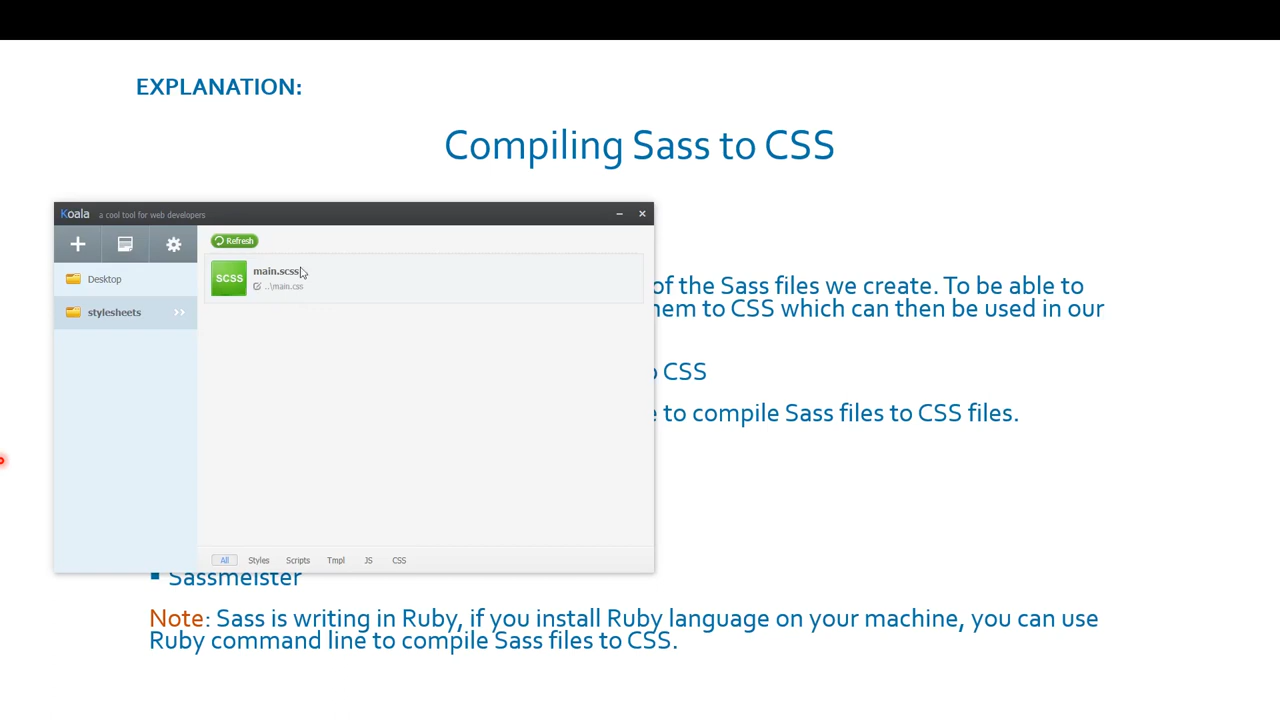 EXPLANATION:
Compiling Sass to CSS
Koala a cool tool for web developers
Refresh
SCSS
main.scss
..\main.css
Desktop
stylesheets
All Styles Scripts Tmpl JS CSS
of the Sass files we create. To be able to
hem to CSS which can then be used in our
to CSS
e to compile Sass files to CSS files.
Sassmeister
Note: Sass is writing in Ruby, if you install Ruby language on your machine, you can use
Ruby command line to compile Sass files to CSS.